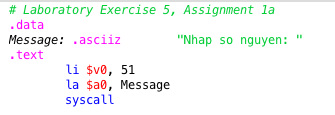 # Laboratory Exercise 5, Assignment 1a
.data
Message: .asciiz "Nhap so nguyen: "
.text
li $v0, 51
la $a0, Message
syscall